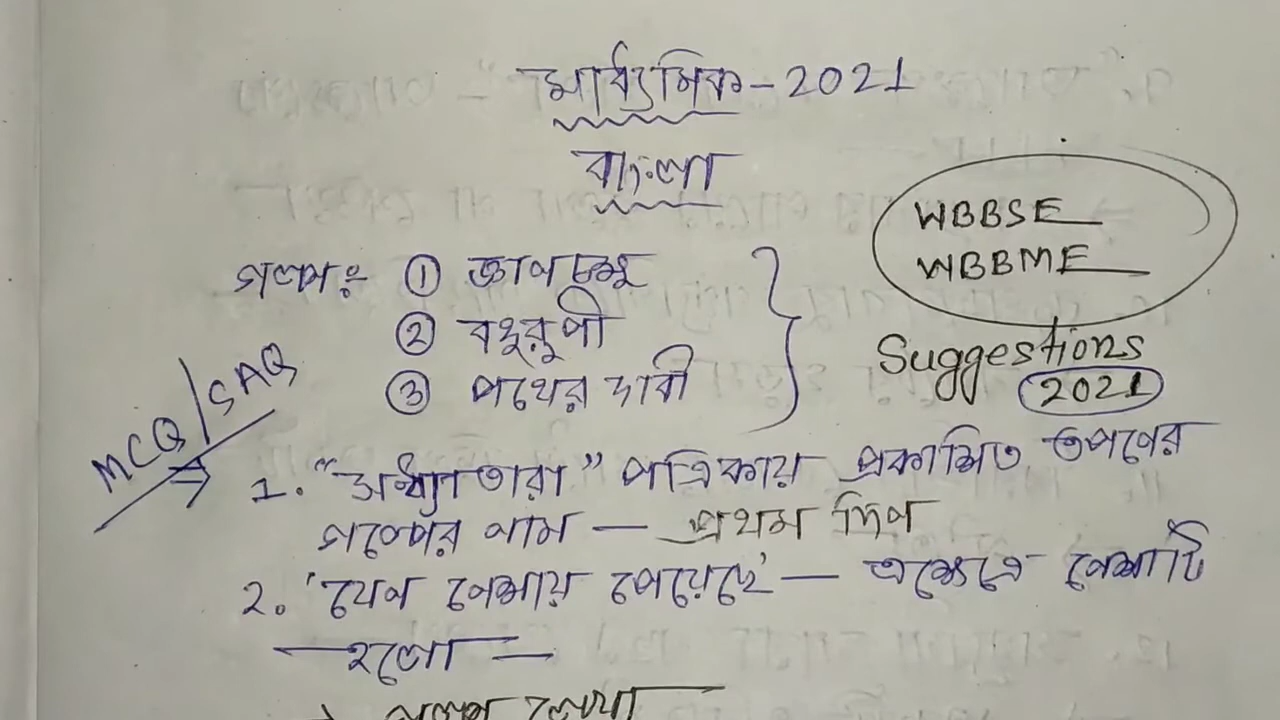 মাধ্যমিক - 2021
বাংলা
WBBSE
WBBME
Suggestions
2021
গল্পঃ ① জ্ঞানচক্ষু
② বহুরুপী
③ পথের দাবী
MCQ/SAQ
⇒ 1. "সন্ধ্যাতারা" পত্রিকায় প্রকাশিত তপনের
গল্পের নাম — প্রথম দিন
2. 'যেন নেশায় পেয়েছে' — এক্ষেত্রে নেশাটি
হলো —
→ গল্প লেখা